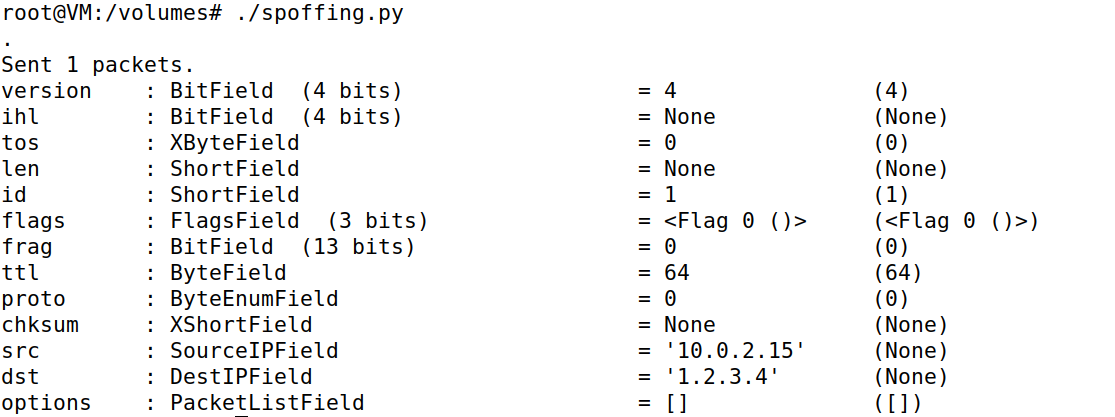 root@VM:/volumes# ./spoffing.py
.
Sent 1 packets.
version    : BitField  (4 bits)                  = 4               (4)
ihl        : BitField  (4 bits)                  = None            (None)
tos        : XByteField                          = 0               (0)
len        : ShortField                          = None            (None)
id         : ShortField                          = 1               (1)
flags      : FlagsField  (3 bits)                = <Flag 0 ()>     (<Flag 0 ()>)
frag       : BitField  (13 bits)                 = 0               (0)
ttl        : ByteField                           = 64              (64)
proto      : ByteEnumField                       = 0               (0)
chksum     : XShortField                         = None            (None)
src        : SourceIPField                       = '10.0.2.15'     (None)
dst        : DestIPField                         = '1.2.3.4'       (None)
options    : PacketListField                     = []              ([])